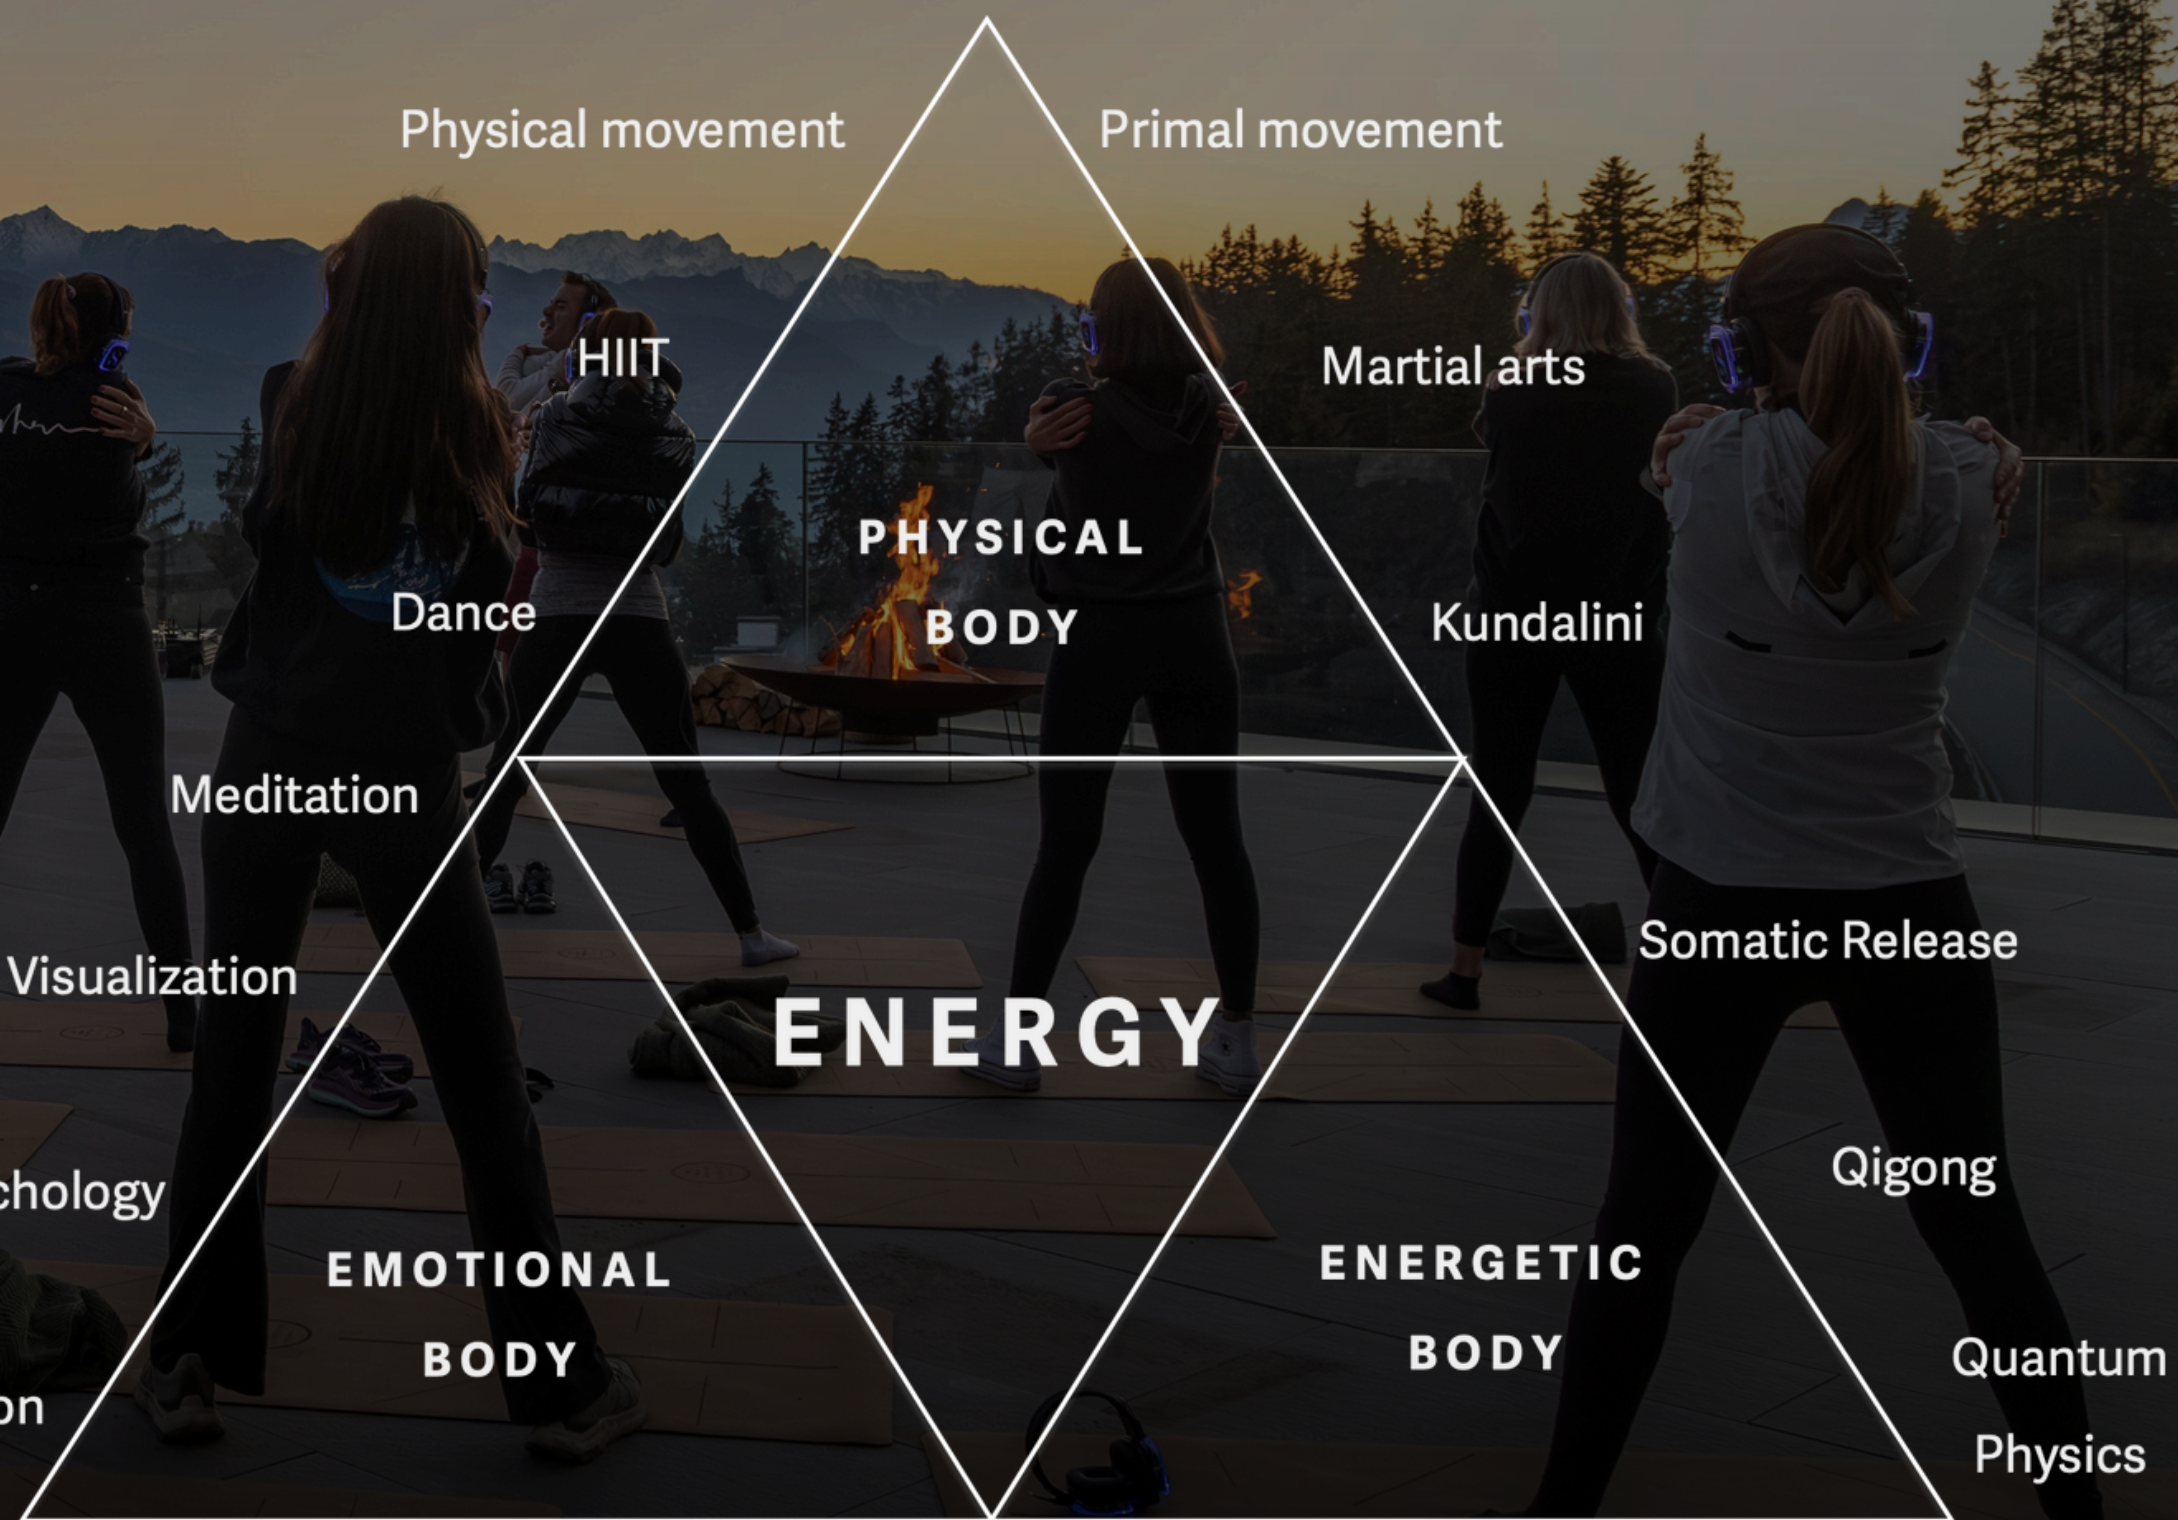 Physical movement
Primal movement
HIIT
Martial arts
PHYSICAL
BODY
Dance
Kundalini
Meditation
Somatic Release
Visualization
ENERGY
chology
Qigong
EMOTIONAL
BODY
ENERGETIC
BODY
on
Quantum
Physics